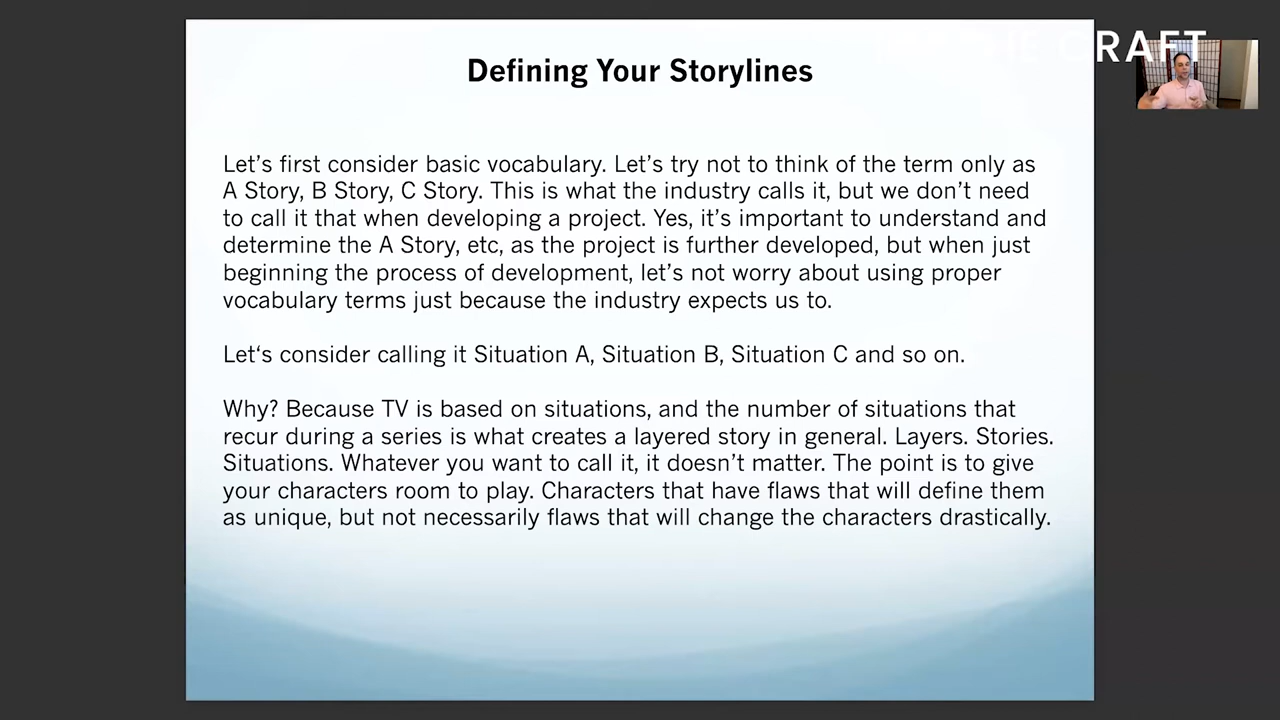 Defining Your Storylines
Let’s first consider basic vocabulary. Let’s try not to think of the term only as
A Story, B Story, C Story. This is what the industry calls it, but we don’t need
to call it that when developing a project. Yes, it’s important to understand and
determine the A Story, etc, as the project is further developed, but when just
beginning the process of development, let’s not worry about using proper
vocabulary terms just because the industry expects us to.
Let‘s consider calling it Situation A, Situation B, Situation C and so on.
Why? Because TV is based on situations, and the number of situations that
recur during a series is what creates a layered story in general. Layers. Stories.
Situations. Whatever you want to call it, it doesn’t matter. The point is to give
your characters room to play. Characters that have flaws that will define them
as unique, but not necessarily flaws that will change the characters drastically.